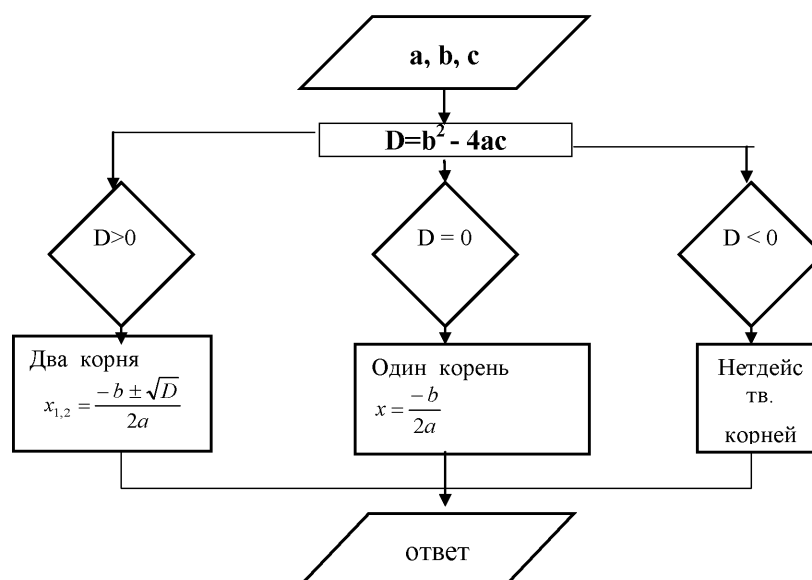 a, b, c
D=b² - 4ac
D>0
D = 0
D < 0
Два корня
x₁,₂ = (-b ± √D) / 2a
Один корень
x = -b / 2a
Нетдейс
тв.
корней
ответ